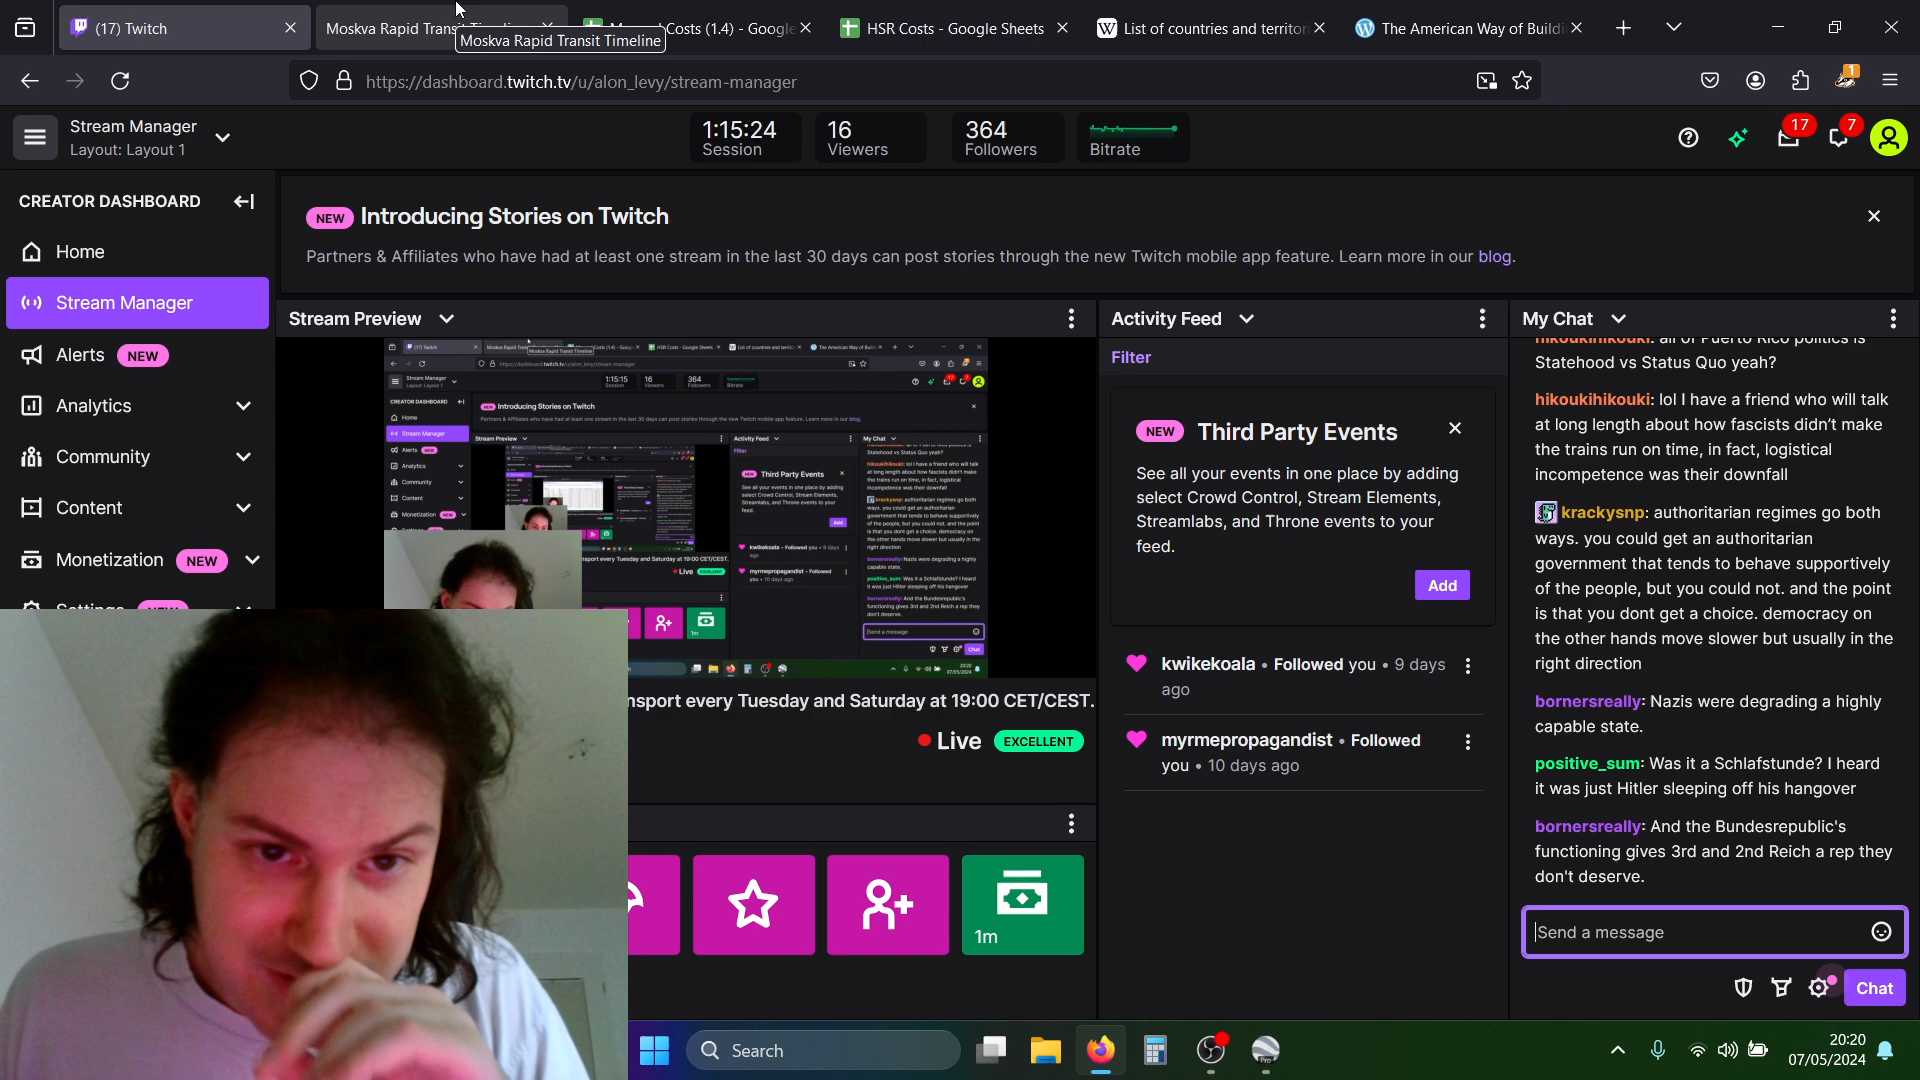 (17) Twitch
Moskva Rapid Trans
Moskva Rapid Transit Timeline
Costs (1.4) - Google
HSR Costs - Google Sheets
List of countries and territor
The American Way of Buildi
https://dashboard.twitch.tv/u/alon_levy/stream-manager
1
Stream Manager
Layout: Layout 1
1:15:24
Session
16
Viewers
364
Followers
Bitrate
17
7
CREATOR DASHBOARD
Home
Stream Manager
Alerts NEW
Analytics
Community
Content
Monetization NEW
NEW Introducing Stories on Twitch
Partners & Affiliates who have had at least one stream in the last 30 days can post stories through the new Twitch mobile app feature. Learn more in our blog.
Stream Preview
nsport every Tuesday and Saturday at 19:00 CET/CEST.
Live EXCELLENT
1m
Activity Feed
Filter
NEW Third Party Events
See all your events in one place by adding
select Crowd Control, Stream Elements,
Streamlabs, and Throne events to your
feed.
Add
kwikekoala • Followed you • 9 days
ago
myrmepropagandist • Followed
you • 10 days ago
My Chat
hikoukihikouki: all of Puerto Rico politics is
Statehood vs Status Quo yeah?
hikoukihikouki: lol I have a friend who will talk
at long length about how fascists didn't make
the trains run on time, in fact, logistical
incompetence was their downfall
krackysnp: authoritarian regimes go both
ways. you could get an authoritarian
government that tends to behave supportively
of the people, but you could not. and the point
is that you dont get a choice. democracy on
the other hands move slower but usually in the
right direction
bornersreally: Nazis were degrading a highly
capable state.
positive_sum: Was it a Schlafstunde? I heard
it was just Hitler sleeping off his hangover
bornersreally: And the Bundesrepublic's
functioning gives 3rd and 2nd Reich a rep they
don't deserve.
Send a message
Chat
Search
20:20
07/05/2024